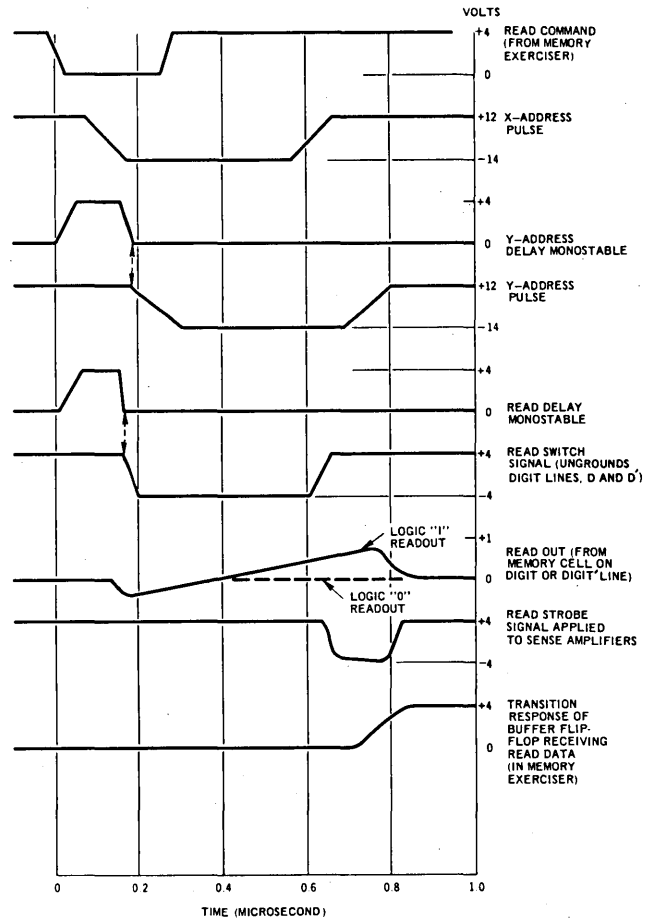 VOLTS
+4
READ COMMAND
(FROM MEMORY
EXERCISER)
0
+12
X-ADDRESS
PULSE
-14
+4
0
Y-ADDRESS
DELAY MONOSTABLE
+12
Y-ADDRESS
PULSE
-14
+4
0
READ DELAY
MONOSTABLE
+4
READ SWITCH
SIGNAL (UNGROUNDS
DIGIT LINES, D AND D')
-4
LOGIC "I"
READOUT
+1
READ OUT (FROM
MEMORY CELL ON
DIGIT OR DIGIT' LINE)
0
LOGIC "0"
READOUT
+4
READ STROBE
SIGNAL APPLIED
TO SENSE AMPLIFIERS
-4
+4
TRANSITION
RESPONSE OF
BUFFER FLIP-
FLOP RECEIVING
READ DATA
(IN MEMORY
EXERCISER)
0
0 0.2 0.4 0.6 0.8 1.0
TIME (MICROSECOND)